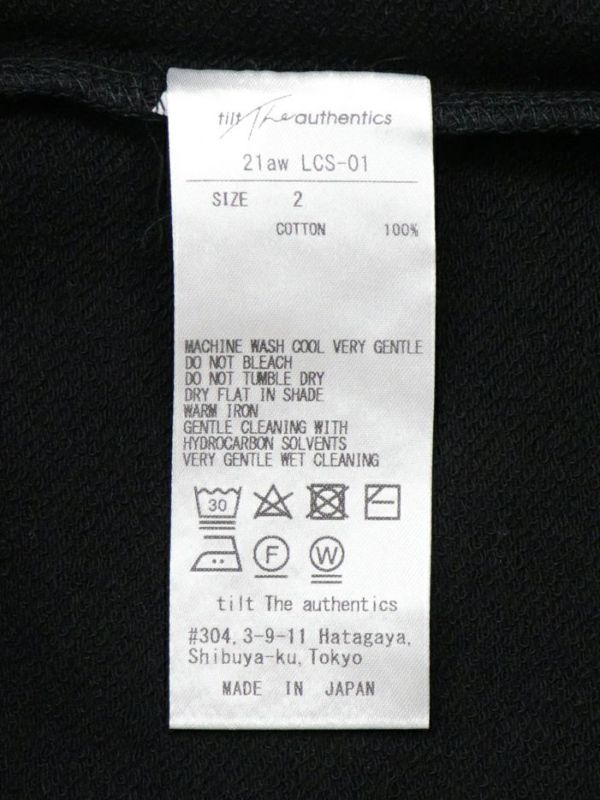 tilt The authentics
21aw LCS-01
SIZE 2
COTTON 100%
MACHINE WASH COOL VERY GENTLE
DO NOT BLEACH
DO NOT TUMBLE DRY
DRY FLAT IN SHADE
WARM IRON
GENTLE CLEANING WITH
HYDROCARBON SOLVENTS
VERY GENTLE WET CLEANING
30
F W
tilt The authentics
#304, 3-9-11 Hatagaya,
Shibuya-ku, Tokyo
MADE IN JAPAN